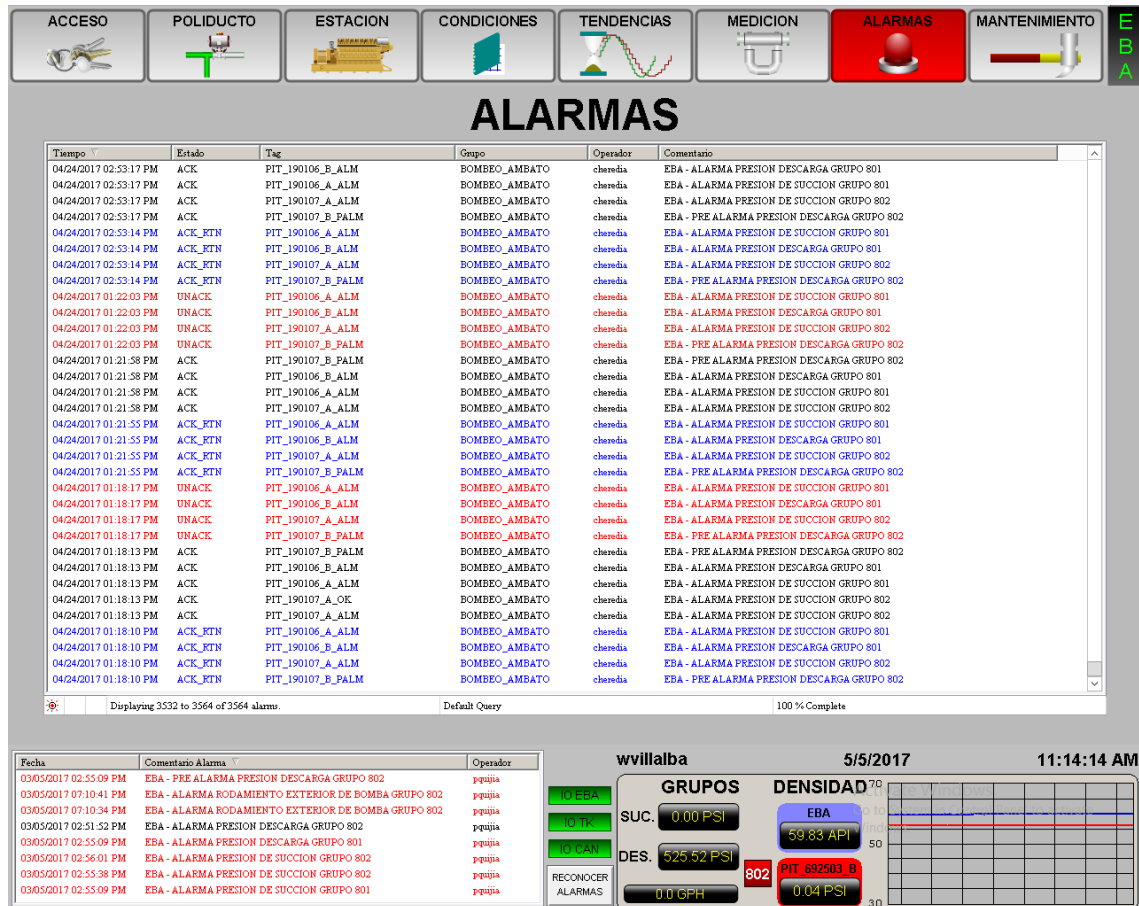 ACCESO POLIDUCTO ESTACION CONDICIONES TENDENCIAS MEDICION ALARMAS MANTENIMIENTO EBA
ALARMAS
Tiempo Estado Tag Grupo Operador Comentario
04/24/2017 02:53:17 PM ACK PIT_190106_B_ALM BOMBEO_AMBATO cheredia EBA - ALARMA PRESION DESCARGA GRUPO 801
04/24/2017 02:53:17 PM ACK PIT_190106_A_ALM BOMBEO_AMBATO cheredia EBA - ALARMA PRESION DE SUCCION GRUPO 801
04/24/2017 02:53:17 PM ACK PIT_190107_A_ALM BOMBEO_AMBATO cheredia EBA - ALARMA PRESION DE SUCCION GRUPO 802
04/24/2017 02:53:17 PM ACK PIT_190107_B_PALM BOMBEO_AMBATO cheredia EBA - PRE ALARMA PRESION DESCARGA GRUPO 802
04/24/2017 02:53:14 PM ACK_RTN PIT_190106_A_ALM BOMBEO_AMBATO cheredia EBA - ALARMA PRESION DE SUCCION GRUPO 801
04/24/2017 02:53:14 PM ACK_RTN PIT_190106_B_ALM BOMBEO_AMBATO cheredia EBA - ALARMA PRESION DESCARGA GRUPO 801
04/24/2017 02:53:14 PM ACK_RTN PIT_190107_A_ALM BOMBEO_AMBATO cheredia EBA - ALARMA PRESION DE SUCCION GRUPO 802
04/24/2017 02:53:14 PM ACK_RTN PIT_190107_B_PALM BOMBEO_AMBATO cheredia EBA - PRE ALARMA PRESION DESCARGA GRUPO 802
04/24/2017 01:22:03 PM UNACK PIT_190106_A_ALM BOMBEO_AMBATO cheredia EBA - ALARMA PRESION DE SUCCION GRUPO 801
04/24/2017 01:22:03 PM UNACK PIT_190106_B_ALM BOMBEO_AMBATO cheredia EBA - ALARMA PRESION DESCARGA GRUPO 801
04/24/2017 01:22:03 PM UNACK PIT_190107_A_ALM BOMBEO_AMBATO cheredia EBA - ALARMA PRESION DE SUCCION GRUPO 802
04/24/2017 01:22:03 PM UNACK PIT_190107_B_PALM BOMBEO_AMBATO cheredia EBA - PRE ALARMA PRESION DESCARGA GRUPO 802
04/24/2017 01:21:58 PM ACK PIT_190107_B_PALM BOMBEO_AMBATO cheredia EBA - PRE ALARMA PRESION DESCARGA GRUPO 802
04/24/2017 01:21:58 PM ACK PIT_190106_B_ALM BOMBEO_AMBATO cheredia EBA - ALARMA PRESION DESCARGA GRUPO 801
04/24/2017 01:21:58 PM ACK PIT_190106_A_ALM BOMBEO_AMBATO cheredia EBA - ALARMA PRESION DE SUCCION GRUPO 801
04/24/2017 01:21:58 PM ACK PIT_190107_A_ALM BOMBEO_AMBATO cheredia EBA - ALARMA PRESION DE SUCCION GRUPO 802
04/24/2017 01:21:55 PM ACK_RTN PIT_190106_A_ALM BOMBEO_AMBATO cheredia EBA - ALARMA PRESION DE SUCCION GRUPO 801
04/24/2017 01:21:55 PM ACK_RTN PIT_190106_B_ALM BOMBEO_AMBATO cheredia EBA - ALARMA PRESION DESCARGA GRUPO 801
04/24/2017 01:21:55 PM ACK_RTN PIT_190107_A_ALM BOMBEO_AMBATO cheredia EBA - ALARMA PRESION DE SUCCION GRUPO 802
04/24/2017 01:21:55 PM ACK_RTN PIT_190107_B_PALM BOMBEO_AMBATO cheredia EBA - PRE ALARMA PRESION DESCARGA GRUPO 802
04/24/2017 01:18:17 PM UNACK PIT_190106_A_ALM BOMBEO_AMBATO cheredia EBA - ALARMA PRESION DE SUCCION GRUPO 801
04/24/2017 01:18:17 PM UNACK PIT_190106_B_ALM BOMBEO_AMBATO cheredia EBA - ALARMA PRESION DESCARGA GRUPO 801
04/24/2017 01:18:17 PM UNACK PIT_190107_A_ALM BOMBEO_AMBATO cheredia EBA - ALARMA PRESION DE SUCCION GRUPO 802
04/24/2017 01:18:17 PM UNACK PIT_190107_B_PALM BOMBEO_AMBATO cheredia EBA - PRE ALARMA PRESION DESCARGA GRUPO 802
04/24/2017 01:18:13 PM ACK PIT_190107_B_PALM BOMBEO_AMBATO cheredia EBA - PRE ALARMA PRESION DESCARGA GRUPO 802
04/24/2017 01:18:13 PM ACK PIT_190106_B_ALM BOMBEO_AMBATO cheredia EBA - ALARMA PRESION DESCARGA GRUPO 801
04/24/2017 01:18:13 PM ACK PIT_190106_A_ALM BOMBEO_AMBATO cheredia EBA - ALARMA PRESION DE SUCCION GRUPO 801
04/24/2017 01:18:13 PM ACK PIT_190107_A_OK BOMBEO_AMBATO cheredia EBA - ALARMA PRESION DE SUCCION GRUPO 802
04/24/2017 01:18:13 PM ACK PIT_190107_A_ALM BOMBEO_AMBATO cheredia EBA - ALARMA PRESION DE SUCCION GRUPO 802
04/24/2017 01:18:10 PM ACK_RTN PIT_190106_A_ALM BOMBEO_AMBATO cheredia EBA - ALARMA PRESION DE SUCCION GRUPO 801
04/24/2017 01:18:10 PM ACK_RTN PIT_190106_B_ALM BOMBEO_AMBATO cheredia EBA - ALARMA PRESION DESCARGA GRUPO 801
04/24/2017 01:18:10 PM ACK_RTN PIT_190107_A_ALM BOMBEO_AMBATO cheredia EBA - ALARMA PRESION DE SUCCION GRUPO 802
04/24/2017 01:18:10 PM ACK_RTN PIT_190107_B_PALM BOMBEO_AMBATO cheredia EBA - PRE ALARMA PRESION DESCARGA GRUPO 802
Displaying 3532 to 3564 of 3564 alarms. Default Query 100 % Complete
Fecha Comentario Alarma Operador
03/05/2017 02:55:09 PM EBA - PRE ALARMA PRESION DESCARGA GRUPO 802 pquijia
03/05/2017 07:10:41 PM EBA - ALARMA RODAMIENTO EXTERIOR DE BOMBA GRUPO 802 pquijia
03/05/2017 07:10:34 PM EBA - ALARMA RODAMIENTO EXTERIOR DE BOMBA GRUPO 802 pquijia
03/05/2017 02:51:52 PM EBA - ALARMA PRESION DESCARGA GRUPO 802 pquijia
03/05/2017 02:55:09 PM EBA - ALARMA PRESION DESCARGA GRUPO 801 pquijia
03/05/2017 02:56:01 PM EBA - ALARMA PRESION DE SUCCION GRUPO 802 pquijia
03/05/2017 02:55:38 PM EBA - ALARMA PRESION DE SUCCION GRUPO 802 pquijia
03/05/2017 02:55:09 PM EBA - ALARMA PRESION DE SUCCION GRUPO 801 pquijia
IO EBA
IO TK
IO CAN
RECONOCER
ALARMAS
wvillalba 5/5/2017 11:14:14 AM
GRUPOS
SUC. 0.00 PSI
DES. 525.52 PSI
0.0 GPH
802
DENSIDAD
EBA
59.83 API
PIT_692503_B
0.04 PSI
70
50
30
Activate Windows